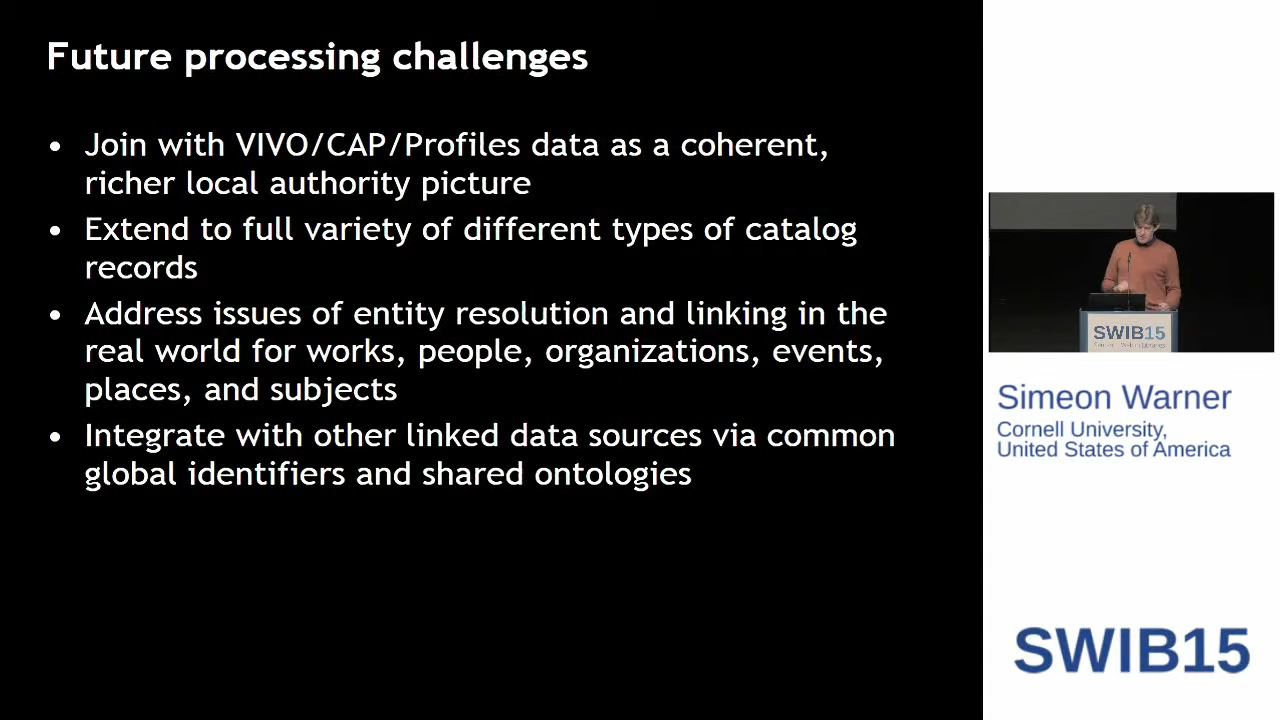 Future processing challenges
• Join with VIVO/CAP/Profiles data as a coherent,
richer local authority picture
• Extend to full variety of different types of catalog
records
• Address issues of entity resolution and linking in the
real world for works, people, organizations, events,
places, and subjects
• Integrate with other linked data sources via common
global identifiers and shared ontologies
SWIB15
Simeon Warner
Cornell University,
United States of America
SWIB15